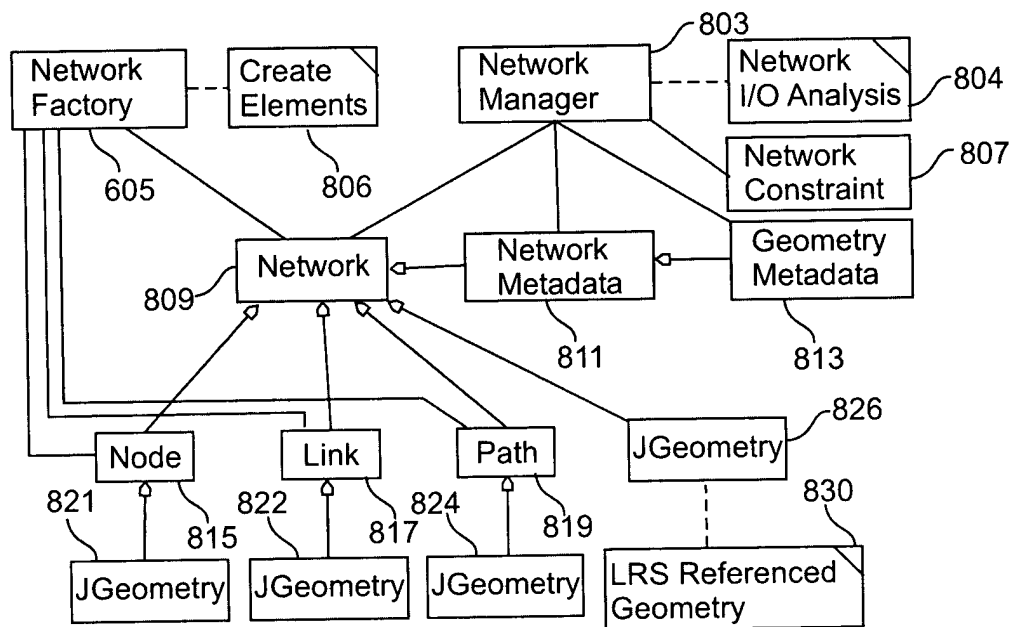 803
Network
Factory
Create
Elements
Network
Manager
Network
I/O Analysis
804
605
806
Network
Constraint
807
809
Network
Network
Metadata
Geometry
Metadata
811
813
826
Node
Link
Path
JGeometry
821
815
822
817
824
819
830
JGeometry
JGeometry
JGeometry
LRS Referenced
Geometry